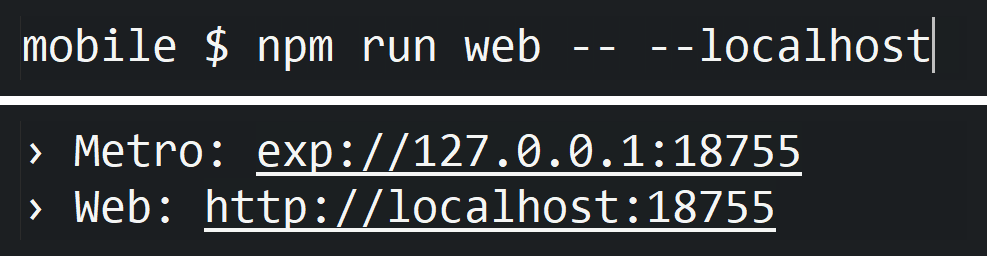 mobile $ npm run web -- --localhost
› Metro: exp://127.0.0.1:18755
› Web: http://localhost:18755